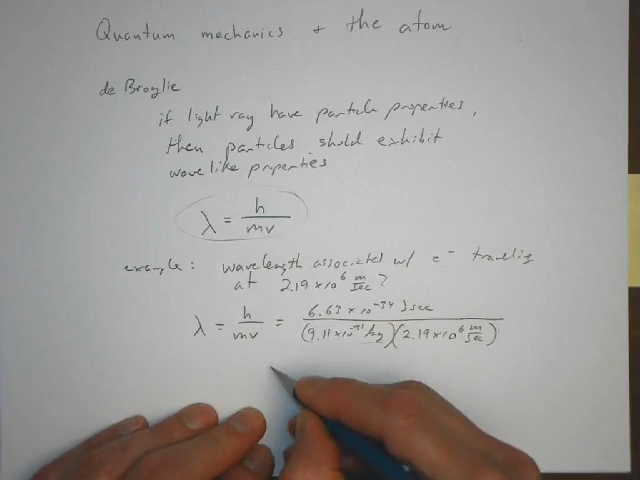 Quantum mechanics + the atom
de Broglie
if light ray have particle properties,
then particles should exhibit
wave like properties
λ = h/mv
example: wavelength associated w/ e⁻ traveling
at 2.19 × 10⁶ m/sec?
λ = h/mv = 6.63 × 10⁻³⁴ J sec / (9.11 × 10⁻³¹ kg)(2.19 × 10⁶ m/sec)